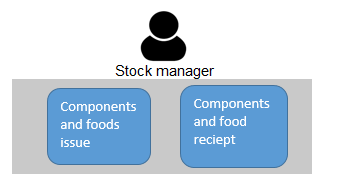 Stock manager
Components
and foods
issue
Components
and food
reciept